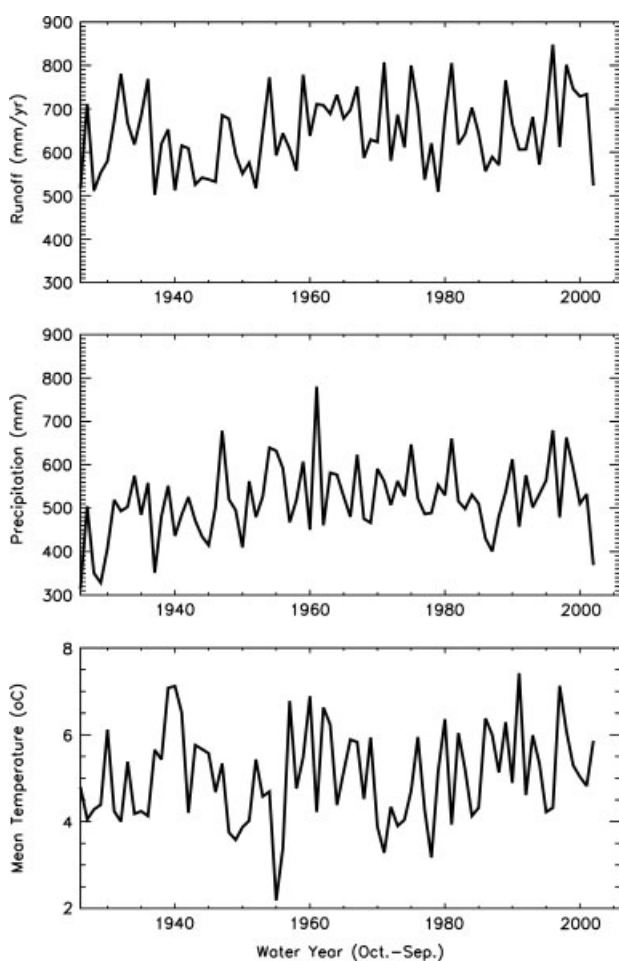 900
800
700
600
500
400
300
Runoff (mm/yr)
1940 1960 1980 2000
900
800
700
600
500
400
300
Precipitation (mm)
1940 1960 1980 2000
8
6
4
2
Mean Temperature (oC)
1940 1960 1980 2000
Water Year (Oct.-Sep.)